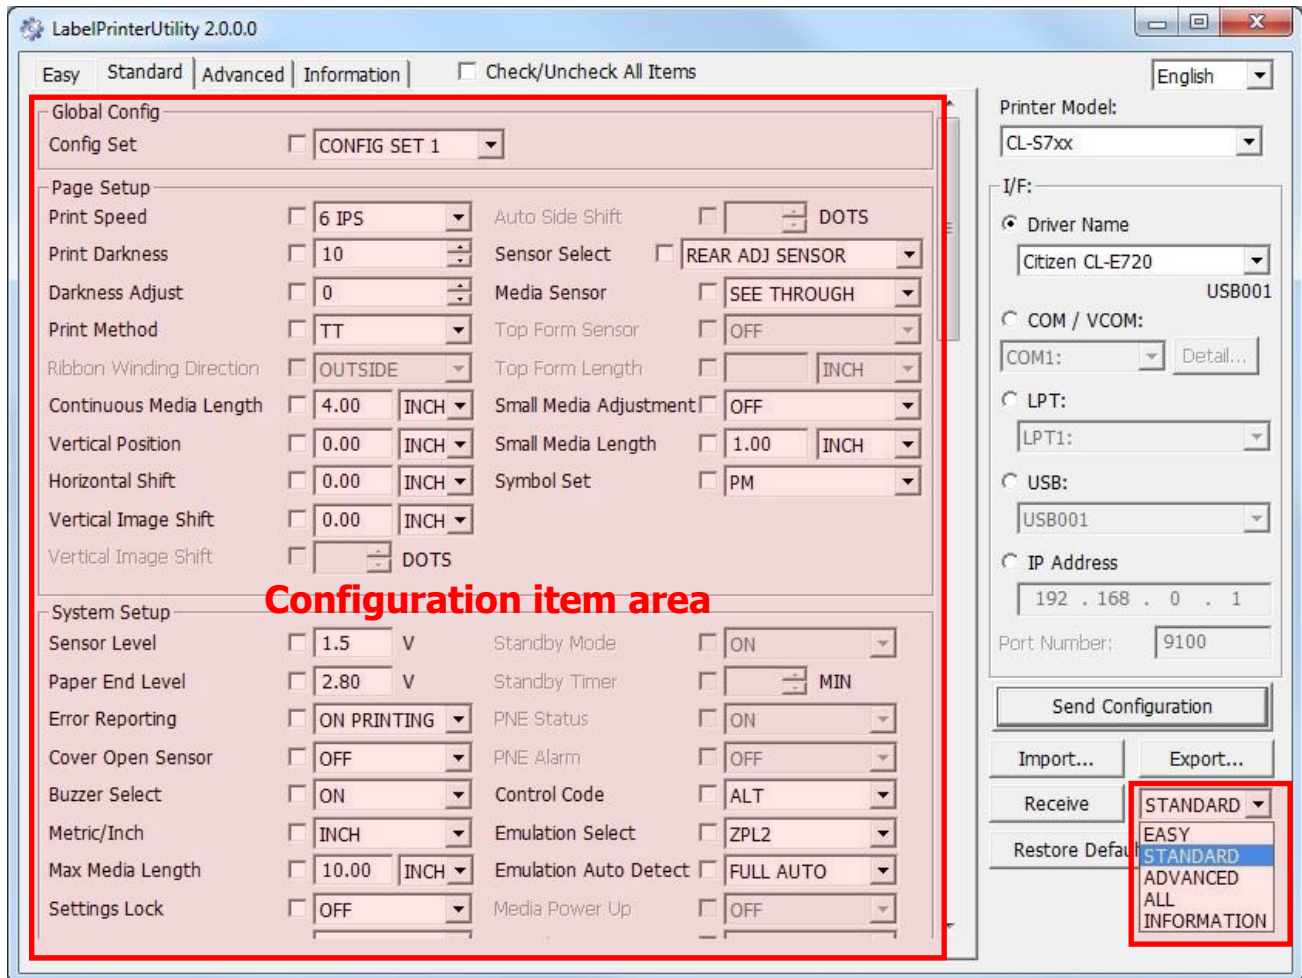 LabelPrinterUtility 2.0.0.0
Easy Standard Advanced Information Check/Uncheck All Items English
Global Config
Config Set CONFIG SET 1
Page Setup
Print Speed 6 IPS Auto Side Shift DOTS
Print Darkness 10 Sensor Select REAR ADJ SENSOR
Darkness Adjust 0 Media Sensor SEE THROUGH
Print Method TT Top Form Sensor OFF
Ribbon Winding Direction OUTSIDE Top Form Length INCH
Continuous Media Length 4.00 INCH Small Media Adjustment OFF
Vertical Position 0.00 INCH Small Media Length 1.00 INCH
Horizontal Shift 0.00 INCH Symbol Set PM
Vertical Image Shift 0.00 INCH
Vertical Image Shift DOTS
Configuration item area
System Setup
Sensor Level 1.5 V Standby Mode ON
Paper End Level 2.80 V Standby Timer MIN
Error Reporting ON PRINTING PNE Status ON
Cover Open Sensor OFF PNE Alarm OFF
Buzzer Select ON Control Code ALT
Metric/Inch INCH Emulation Select ZPL2
Max Media Length 10.00 INCH Emulation Auto Detect FULL AUTO
Settings Lock OFF Media Power Up OFF
Printer Model:
CL-S7xx
I/F:
Driver Name
Citizen CL-E720
USB001
COM / VCOM:
COM1: Detail...
LPT:
LPT1:
USB:
USB001
IP Address
192 . 168 . 0 . 1
Port Number: 9100
Send Configuration
Import... Export...
Receive STANDARD
Restore Defau
EASY
STANDARD
ADVANCED
ALL
INFORMATION